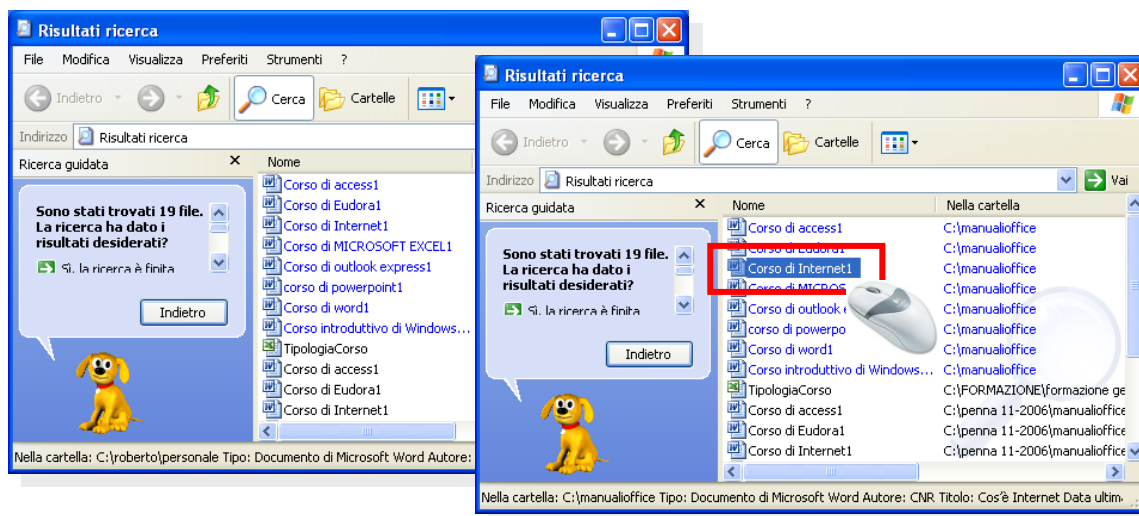 Risultati ricerca
File Modifica Visualizza Preferiti Strumenti ?
Indietro Cerca Cartelle
Indirizzo Risultati ricerca
Ricerca guidata
Nome
Sono stati trovati 19 file.
La ricerca ha dato i
risultati desiderati?
Sì, la ricerca è finita
Indietro
Corso di access1
Corso di Eudora1
Corso di Internet1
Corso di MICROSOFT EXCEL1
Corso di outlook express1
corso di powerpoint1
Corso di word1
Corso introduttivo di Windows...
TipologiaCorso
Corso di access1
Corso di Eudora1
Corso di Internet1
Nella cartella: C:\roberto\personale Tipo: Documento di Microsoft Word Autore:
Risultati ricerca
File Modifica Visualizza Preferiti Strumenti ?
Indietro Cerca Cartelle
Indirizzo Risultati ricerca Vai
Ricerca guidata
Nome Nella cartella
Sono stati trovati 19 file.
La ricerca ha dato i
risultati desiderati?
Sì, la ricerca è finita
Indietro
Corso di access1 C:\manualioffice
Corso di Eudora1 C:\manualioffice
Corso di Internet1 C:\manualioffice
Corso di MICROS C:\manualioffice
Corso di outlook C:\manualioffice
corso di powerpo C:\manualioffice
Corso di word1 C:\manualioffice
Corso introduttivo di Windows... C:\manualioffice
TipologiaCorso C:\FORMAZIONE\formazione ge
Corso di access1 C:\penna 11-2006\manualioffice
Corso di Eudora1 C:\penna 11-2006\manualioffice
Corso di Internet1 C:\penna 11-2006\manualioffice
Nella cartella: C:\manualioffice Tipo: Documento di Microsoft Word Autore: CNR Titolo: Cos'è Internet Data ultim